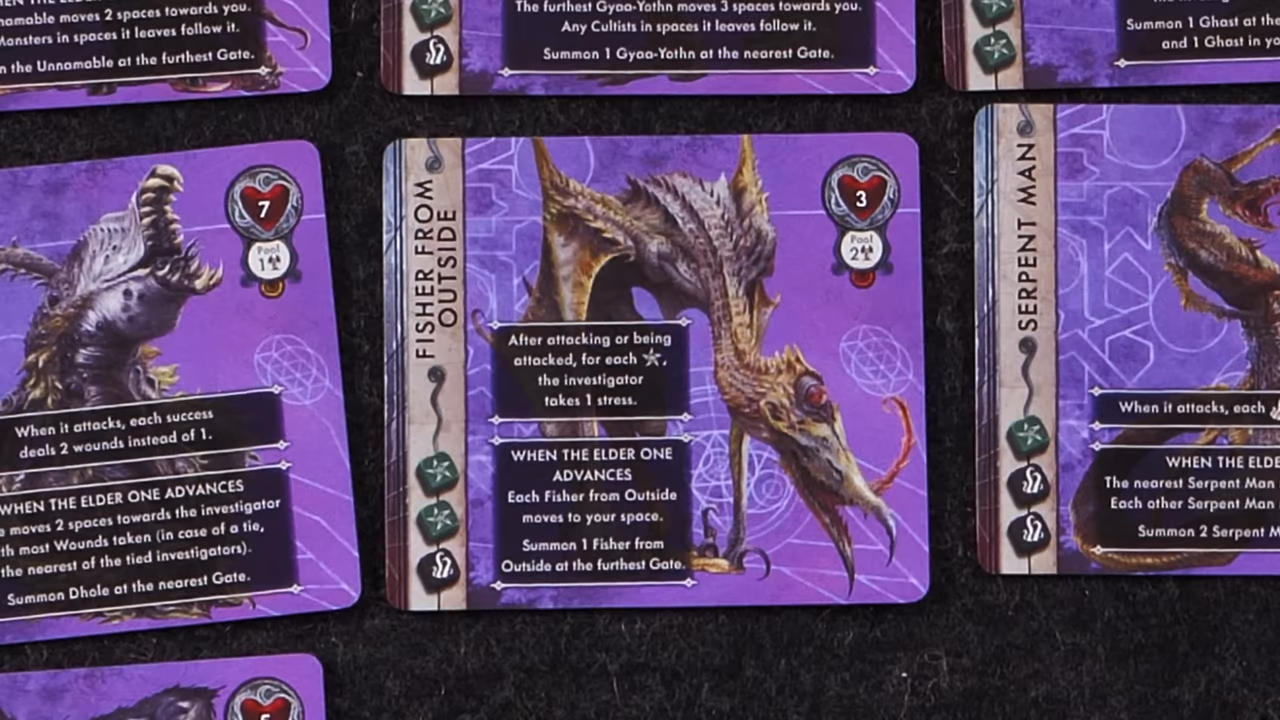 namable moves 2 spaces towards you.
Monsters in spaces it leaves follow it.
the Unnamable at the furthest Gate.
The furthest Gyaa-Yothn moves 3 spaces towards you.
Any Cultists in spaces it leaves follow it.
Summon 1 Gyaa-Yothn at the nearest Gate.
Summon 1 Ghast at the
and 1 Ghast in yo
7
Pool
1
When it attacks, each success
deals 2 wounds instead of 1.
WHEN THE ELDER ONE ADVANCES
moves 2 spaces towards the investigator
th most Wounds taken (in case of a tie,
the nearest of the tied investigators).
Summon Dhole at the nearest Gate.
FISHER FROM
OUTSIDE
3
Pool
2
After attacking or being
attacked, for each ,
the investigator
takes 1 stress.
WHEN THE ELDER ONE
ADVANCES
Each Fisher from Outside
moves to your space.
Summon 1 Fisher from
Outside at the furthest Gate.
SERPENT MAN
When it attacks, each
WHEN THE ELDE
The nearest Serpent Man
Each other Serpent Man
Summon 2 Serpent M